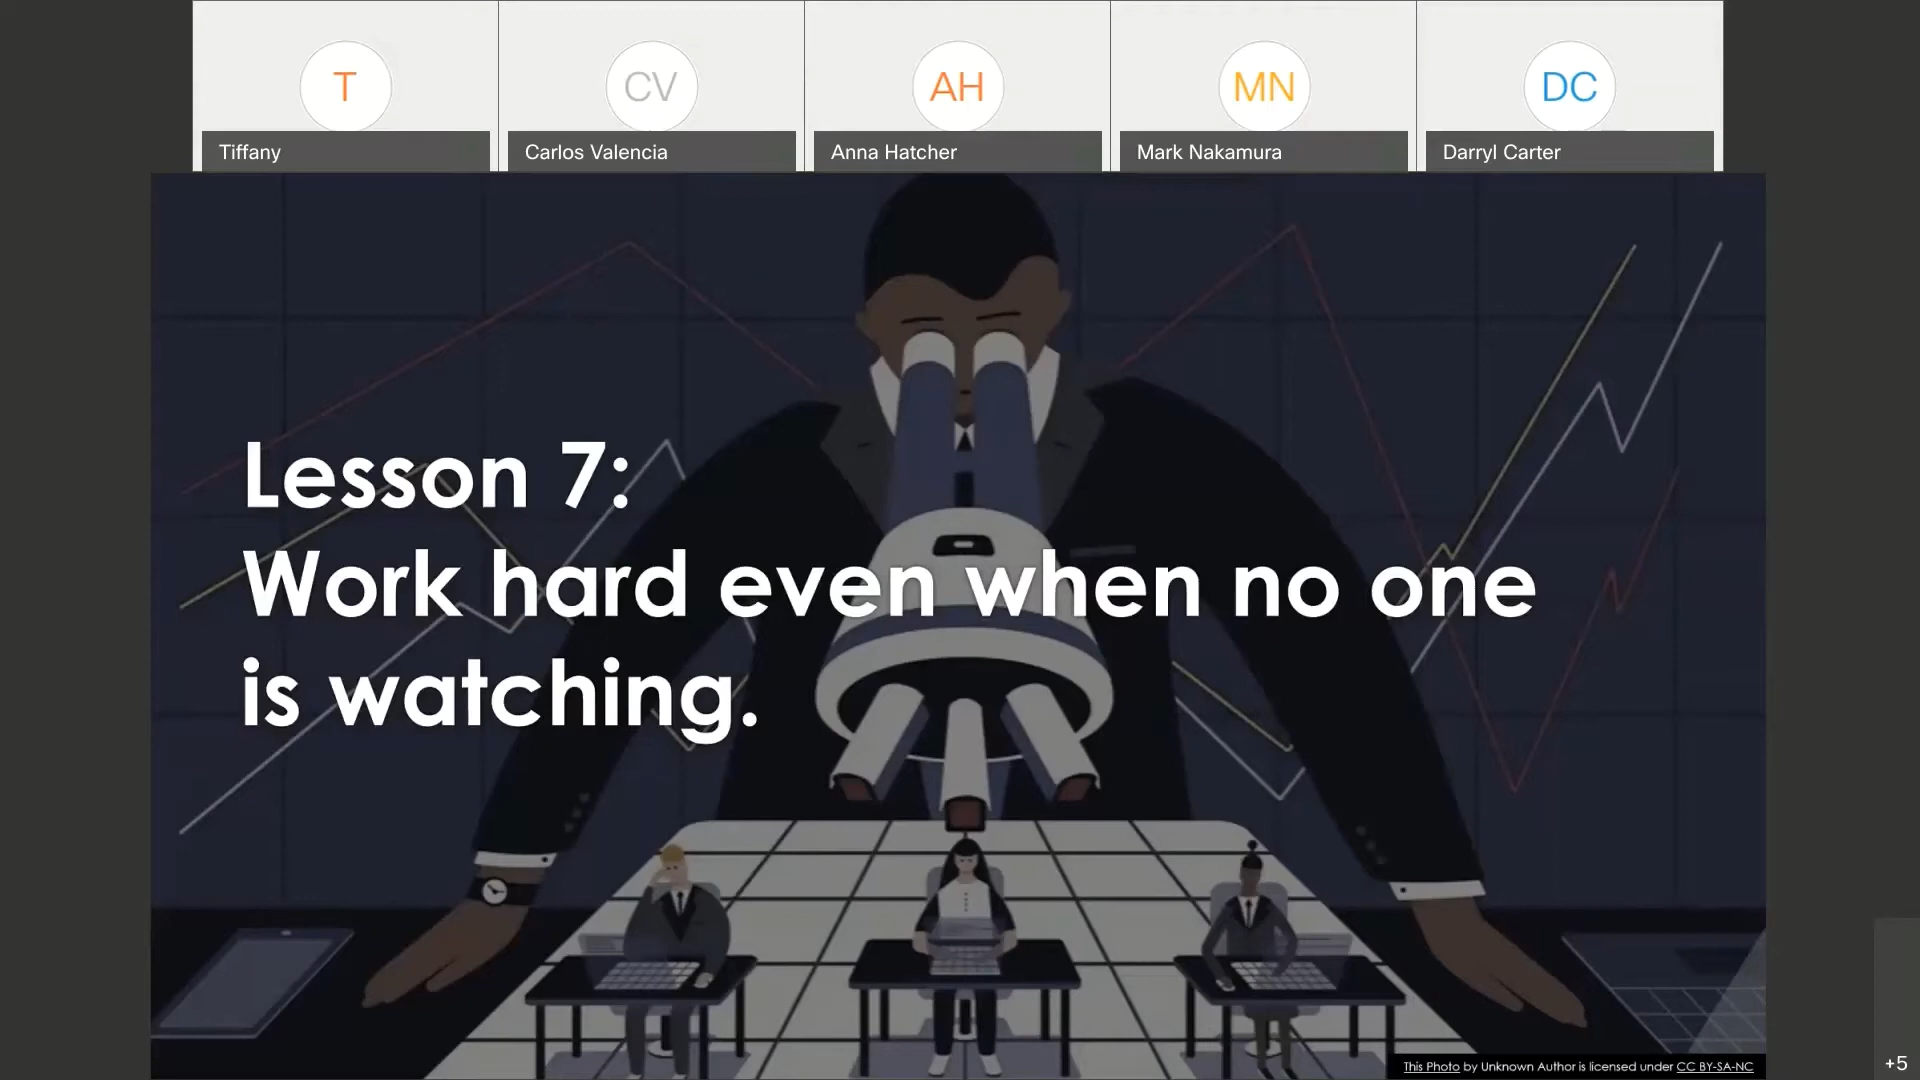 T
CV
AH
MN
DC
Tiffany
Carlos Valencia
Anna Hatcher
Mark Nakamura
Darryl Carter
Lesson 7:
Work hard even when no one
is watching.
This Photo by Unknown Author is licensed under CC BY-SA-NC
+5